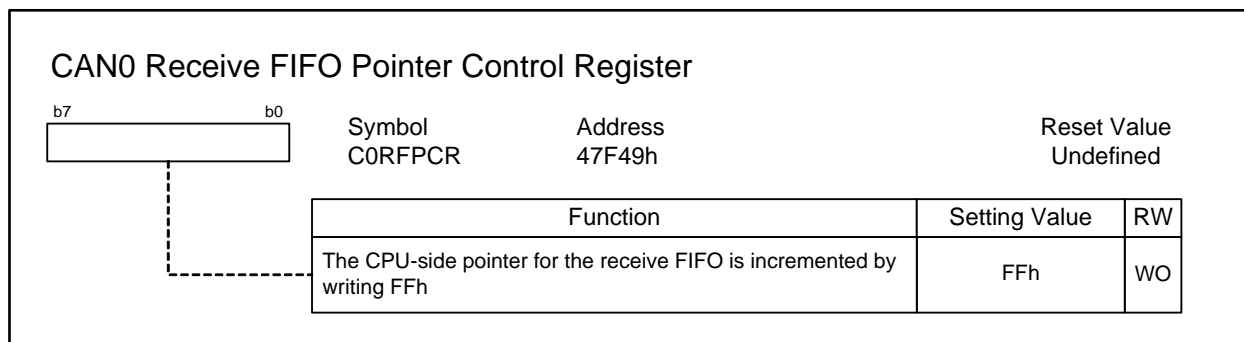 CAN0 Receive FIFO Pointer Control Register
b7 b0
Symbol Address Reset Value
C0RFPCR 47F49h Undefined
Function Setting Value RW
The CPU-side pointer for the receive FIFO is incremented by
writing FFh
FFh WO